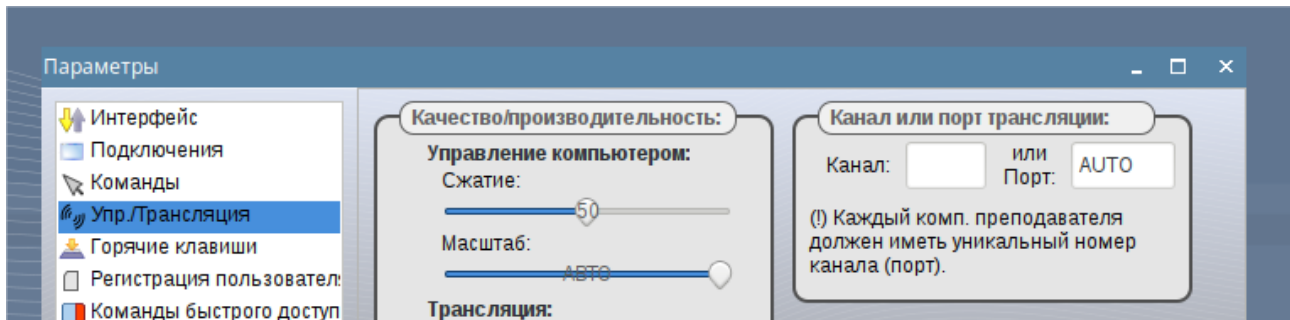 Параметры
Интерфейс
Подключения
Команды
Упр./Трансляция
Горячие клавиши
Регистрация пользовател
Команды быстрого доступ
Качество/производительность:
Управление компьютером:
Сжатие:
50
Масштаб:
АВТО
Трансляция:
Канал или порт трансляции:
Канал: или Порт: AUTO
(!) Каждый комп. преподавателя
должен иметь уникальный номер
канала (порт).